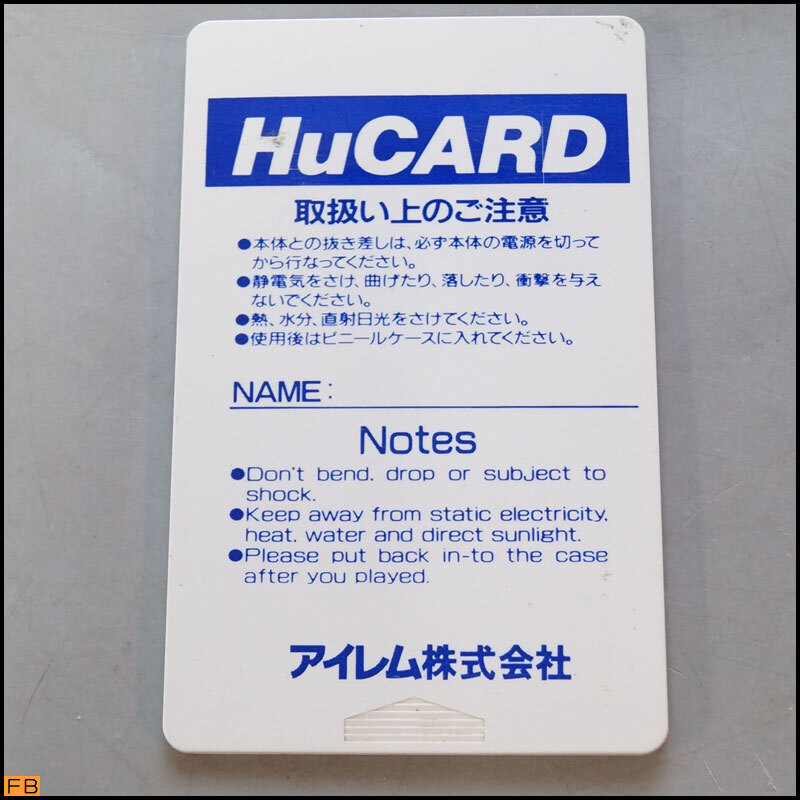 HuCARD
取扱い上のご注意
●本体との抜き差しは、必ず本体の電源を切って
から行なってください。
●静電気をさけ、曲げたり、落したり、衝撃を与え
ないでください。
●熱、水分、直射日光をさけてください。
●使用後はビニールケースに入れてください。
NAME:
Notes
●Don't bend, drop or subject to
shock.
●Keep away from static electricity,
heat, water and direct sunlight.
●Please put back in-to the case
after you played.
アイレム株式会社
FB